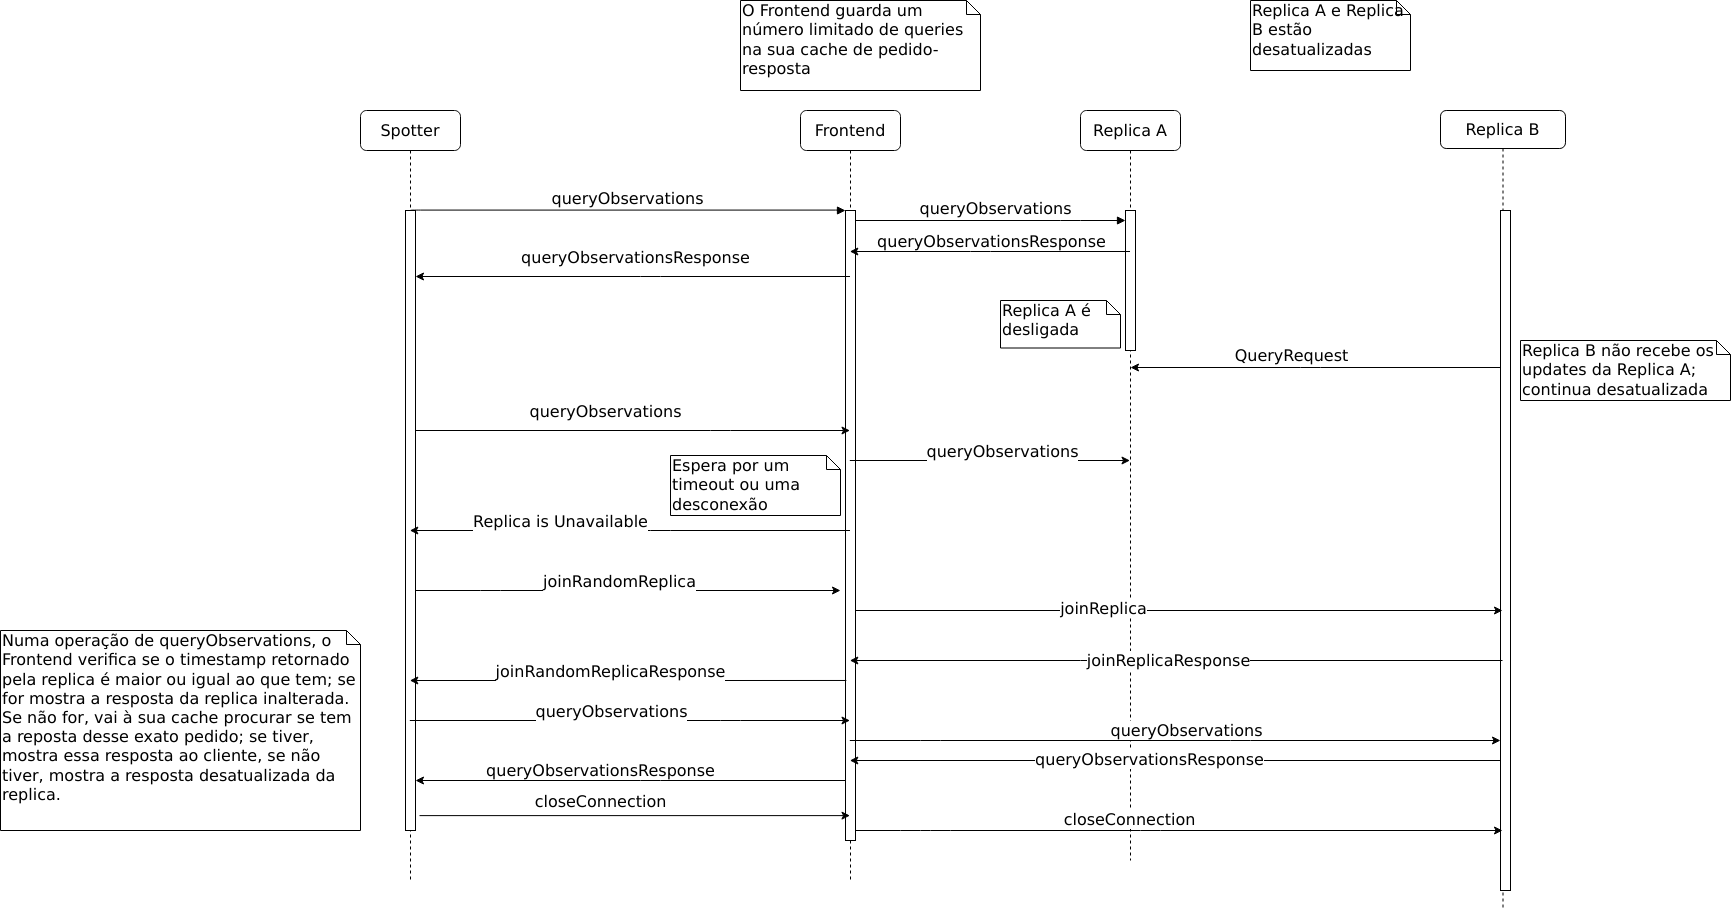 O Frontend guarda um
número limitado de queries
na sua cache de pedido-
resposta
Replica A e Replica
B estão
desatualizadas
Spotter
Frontend
Replica A
Replica B
queryObservations
queryObservations
queryObservationsResponse
queryObservationsResponse
Replica A é
desligada
QueryRequest
Replica B não recebe os
updates da Replica A;
continua desatualizada
queryObservations
queryObservations
Espera por um
timeout ou uma
desconexão
Replica is Unavailable
joinRandomReplica
joinReplica
joinReplicaResponse
joinRandomReplicaResponse
Numa operação de queryObservations, o
Frontend verifica se o timestamp retornado
pela replica é maior ou igual ao que tem; se
for mostra a resposta da replica inalterada.
Se não for, vai à sua cache procurar se tem
a reposta desse exato pedido; se tiver,
mostra essa resposta ao cliente, se não
tiver, mostra a resposta desatualizada da
replica.
queryObservations
queryObservations
queryObservationsResponse
queryObservationsResponse
closeConnection
closeConnection